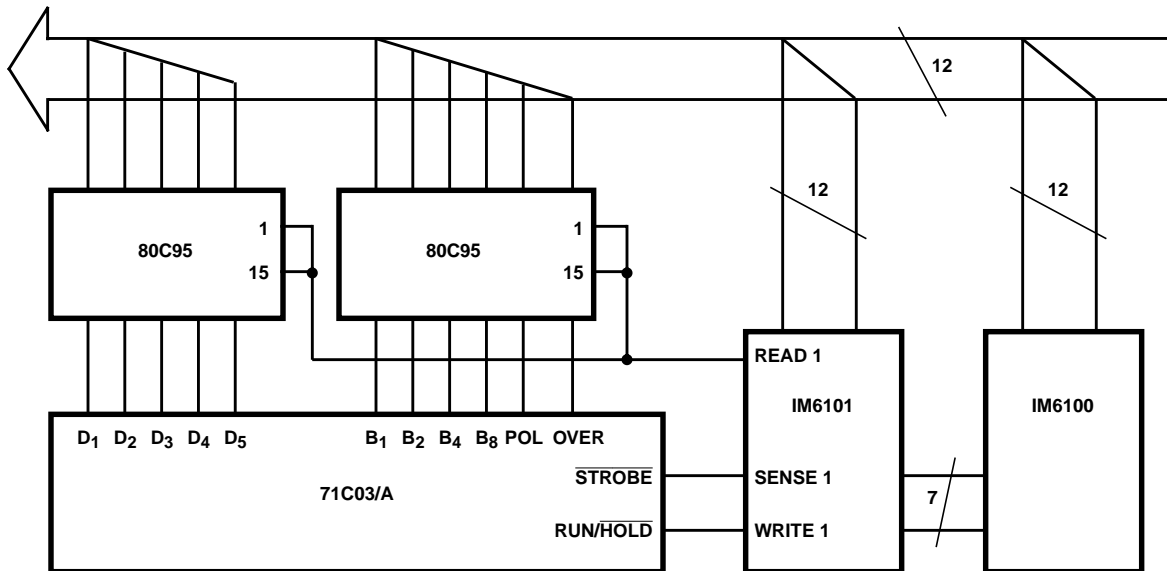 12
12
12
1
80C95
15
1
80C95
15
READ 1
IM6101
IM6100
D1 D2 D3 D4 D5
B1 B2 B4 B8 POL OVER
STROBE
SENSE 1
71C03/A
7
RUN/HOLD
WRITE 1